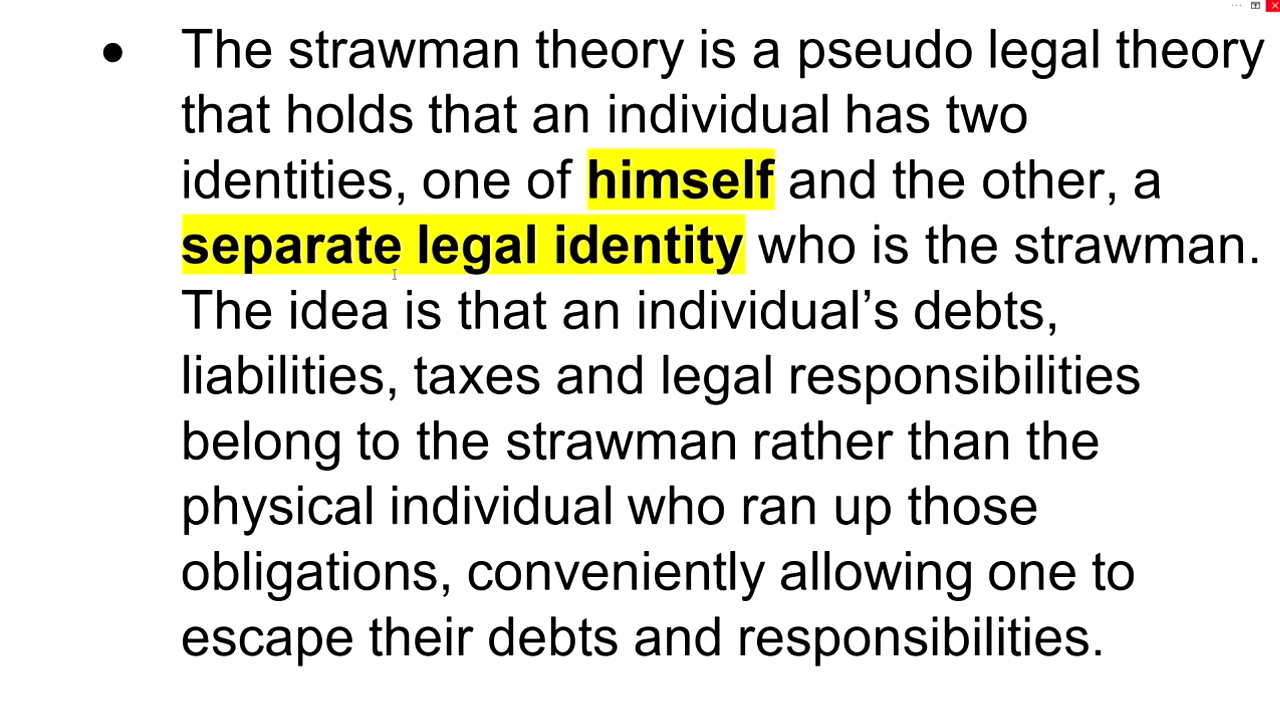 • The strawman theory is a pseudo legal theory
that holds that an individual has two
identities, one of himself and the other, a
separate legal identity who is the strawman.
The idea is that an individual’s debts,
liabilities, taxes and legal responsibilities
belong to the strawman rather than the
physical individual who ran up those
obligations, conveniently allowing one to
escape their debts and responsibilities.